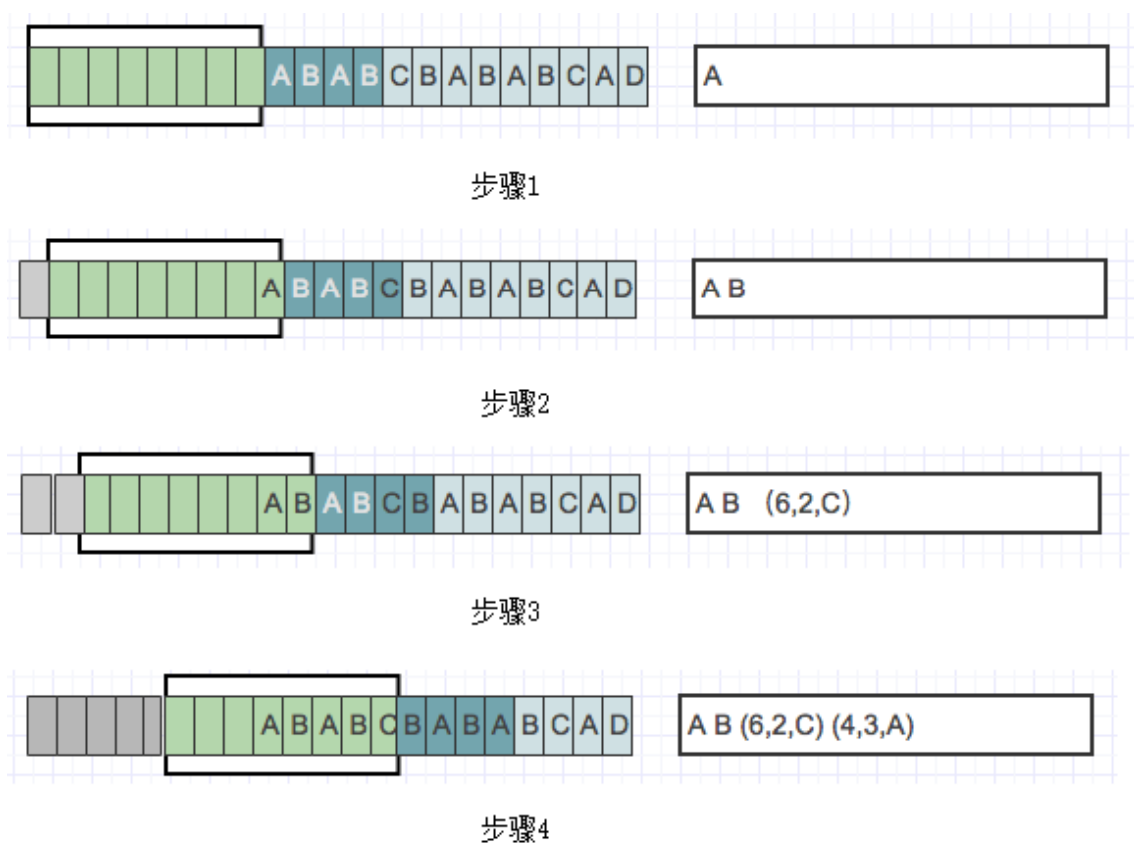 A B A B C B A B A B C A D A
步骤1
A B A B C B A B A B C A D A B
步骤2
A B A B C B A B A B C A D A B (6,2,C)
步骤3
A B A B C B A B A B C A D A B (6,2,C) (4,3,A)
步骤4